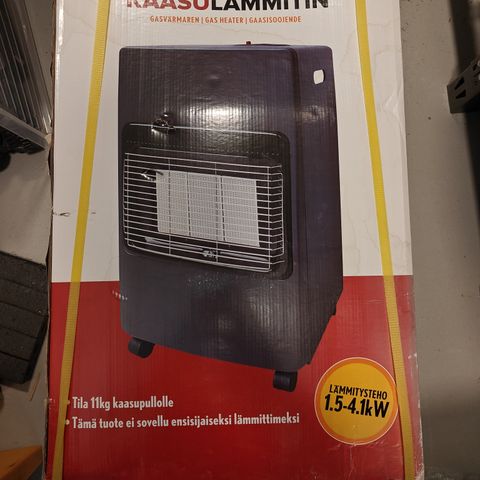 KAASULÄMMITIN
GASVÄRMAREN | GAS HEATER | GAASISOOJENDE
• Tila 11kg kaasupullolle
• Tämä tuote ei sovellu ensisijaiseksi lämmittimeksi
LÄMMITYSTEHO
1.5-4.1kW